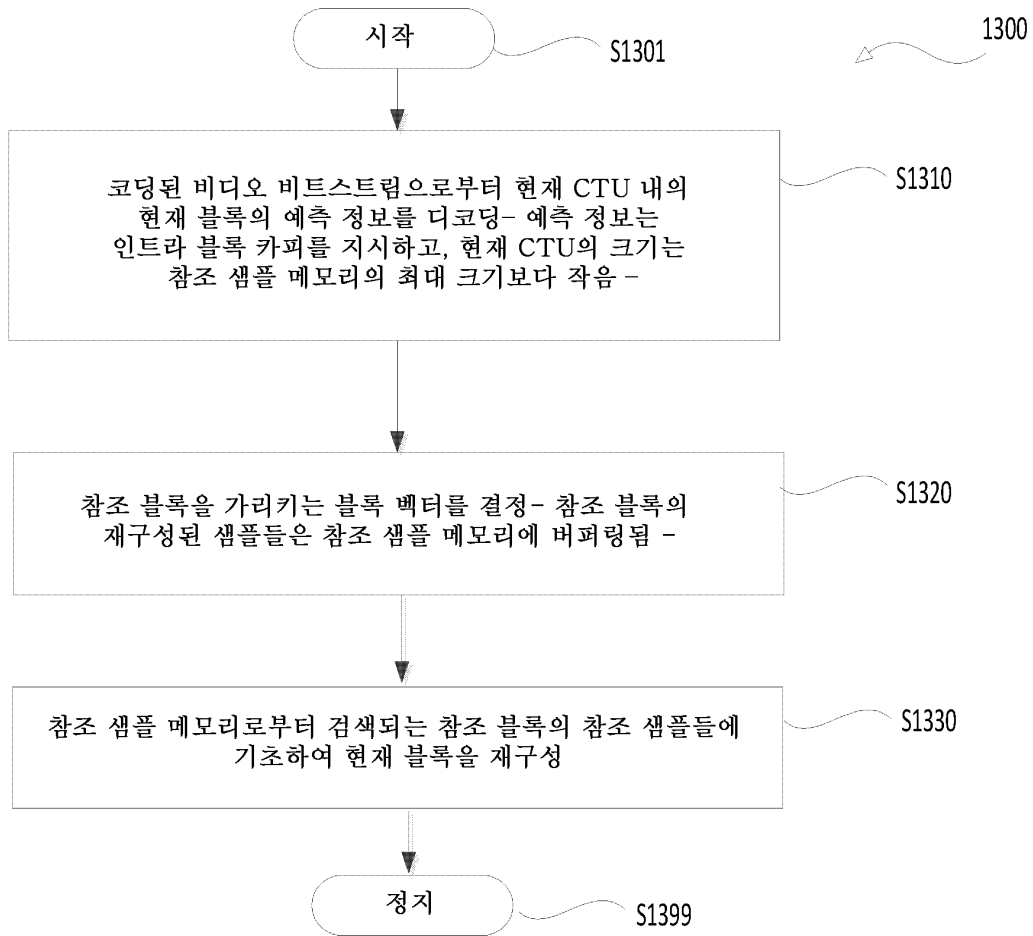 시작
S1301
1300
코딩된 비디오 비트스트림으로부터 현재 CTU 내의
현재 블록의 예측 정보를 디코딩- 예측 정보는
인트라 블록 카피를 지시하고, 현재 CTU의 크기는
참조 샘플 메모리의 최대 크기보다 작음 -
S1310
참조 블록을 가리키는 블록 벡터를 결정- 참조 블록의
재구성된 샘플들은 참조 샘플 메모리에 버퍼링됨 -
S1320
참조 샘플 메모리로부터 검색되는 참조 블록의 참조 샘플들에
기초하여 현재 블록을 재구성
S1330
정지
S1399